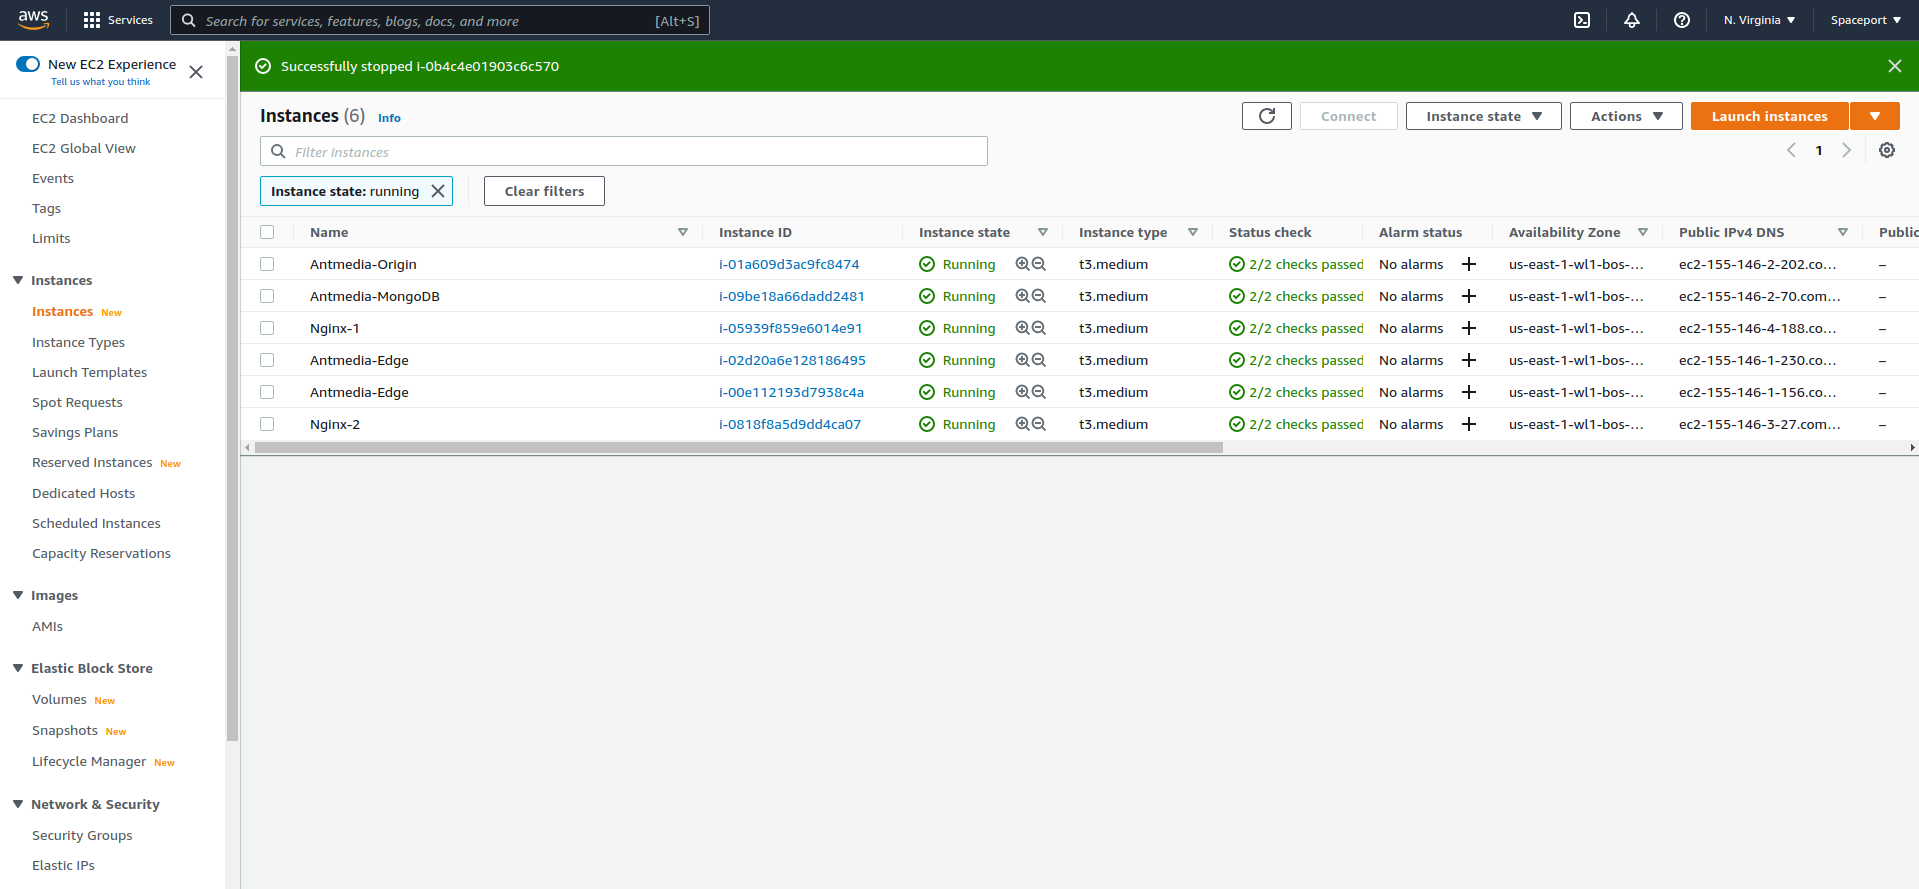 aws
Services
Search for services, features, blogs, docs, and more [Alt+S]
N. Virginia
Spaceport
New EC2 Experience
Tell us what you think
EC2 Dashboard
EC2 Global View
Events
Tags
Limits
Instances
Instances New
Instance Types
Launch Templates
Spot Requests
Savings Plans
Reserved Instances New
Dedicated Hosts
Scheduled Instances
Capacity Reservations
Images
AMIs
Elastic Block Store
Volumes New
Snapshots New
Lifecycle Manager New
Network & Security
Security Groups
Elastic IPs
Successfully stopped i-0b4c4e01903c6c570
Instances (6) Info
Connect
Instance state
Actions
Launch instances
Filter Instances
1
Instance state: running
Clear filters
Name Instance ID Instance state Instance type Status check Alarm status Availability Zone Public IPv4 DNS Public
Antmedia-Origin i-01a609d3ac9fc8474 Running t3.medium 2/2 checks passed No alarms us-east-1-wl1-bos-... ec2-155-146-2-202.co... –
Antmedia-MongoDB i-09be18a66dadd2481 Running t3.medium 2/2 checks passed No alarms us-east-1-wl1-bos-... ec2-155-146-2-70.com... –
Nginx-1 i-05939f859e6014e91 Running t3.medium 2/2 checks passed No alarms us-east-1-wl1-bos-... ec2-155-146-4-188.co... –
Antmedia-Edge i-02d20a6e128186495 Running t3.medium 2/2 checks passed No alarms us-east-1-wl1-bos-... ec2-155-146-1-230.co... –
Antmedia-Edge i-00e112193d7938c4a Running t3.medium 2/2 checks passed No alarms us-east-1-wl1-bos-... ec2-155-146-1-156.co... –
Nginx-2 i-0818f8a5d9dd4ca07 Running t3.medium 2/2 checks passed No alarms us-east-1-wl1-bos-... ec2-155-146-3-27.com... –